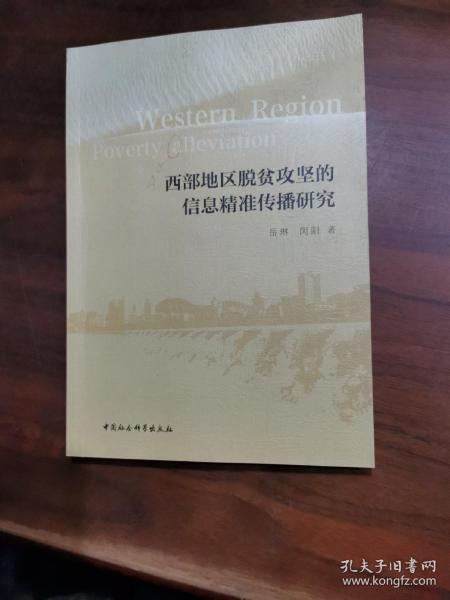 Western Region
Poverty Alleviation
西部地区脱贫攻坚的
信息精准传播研究
岳琳 闵阳 著
中国社会科学出版社
孔夫子旧书网
www.kongfz.com